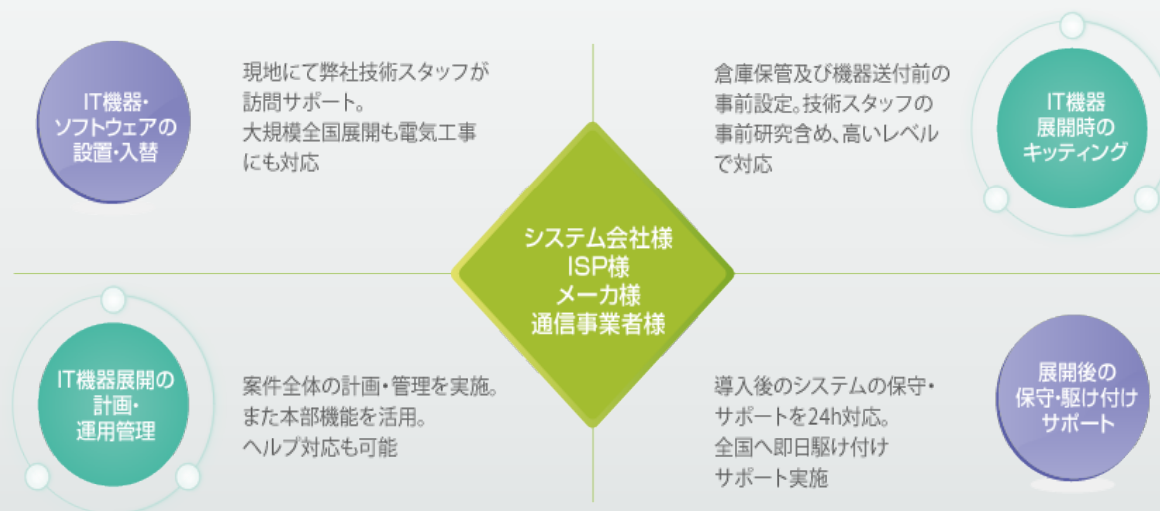 IT機器・
ソフトウェアの
設置・入替
現地にて弊社技術スタッフが
訪問サポート。
大規模全国展開も電気工事
にも対応
倉庫保管及び機器送付前の
事前設定。技術スタッフの
事前研究含め、高いレベル
で対応
IT機器
展開時の
キッティング
システム会社様
ISP様
メーカ様
通信事業者様
IT機器展開の
計画・
運用管理
案件全体の計画・管理を実施。
また本部機能を活用。
ヘルプ対応も可能
導入後のシステムの保守・
サポートを24h対応。
全国へ即日駆け付け
サポート実施
展開後の
保守・駆け付け
サポート